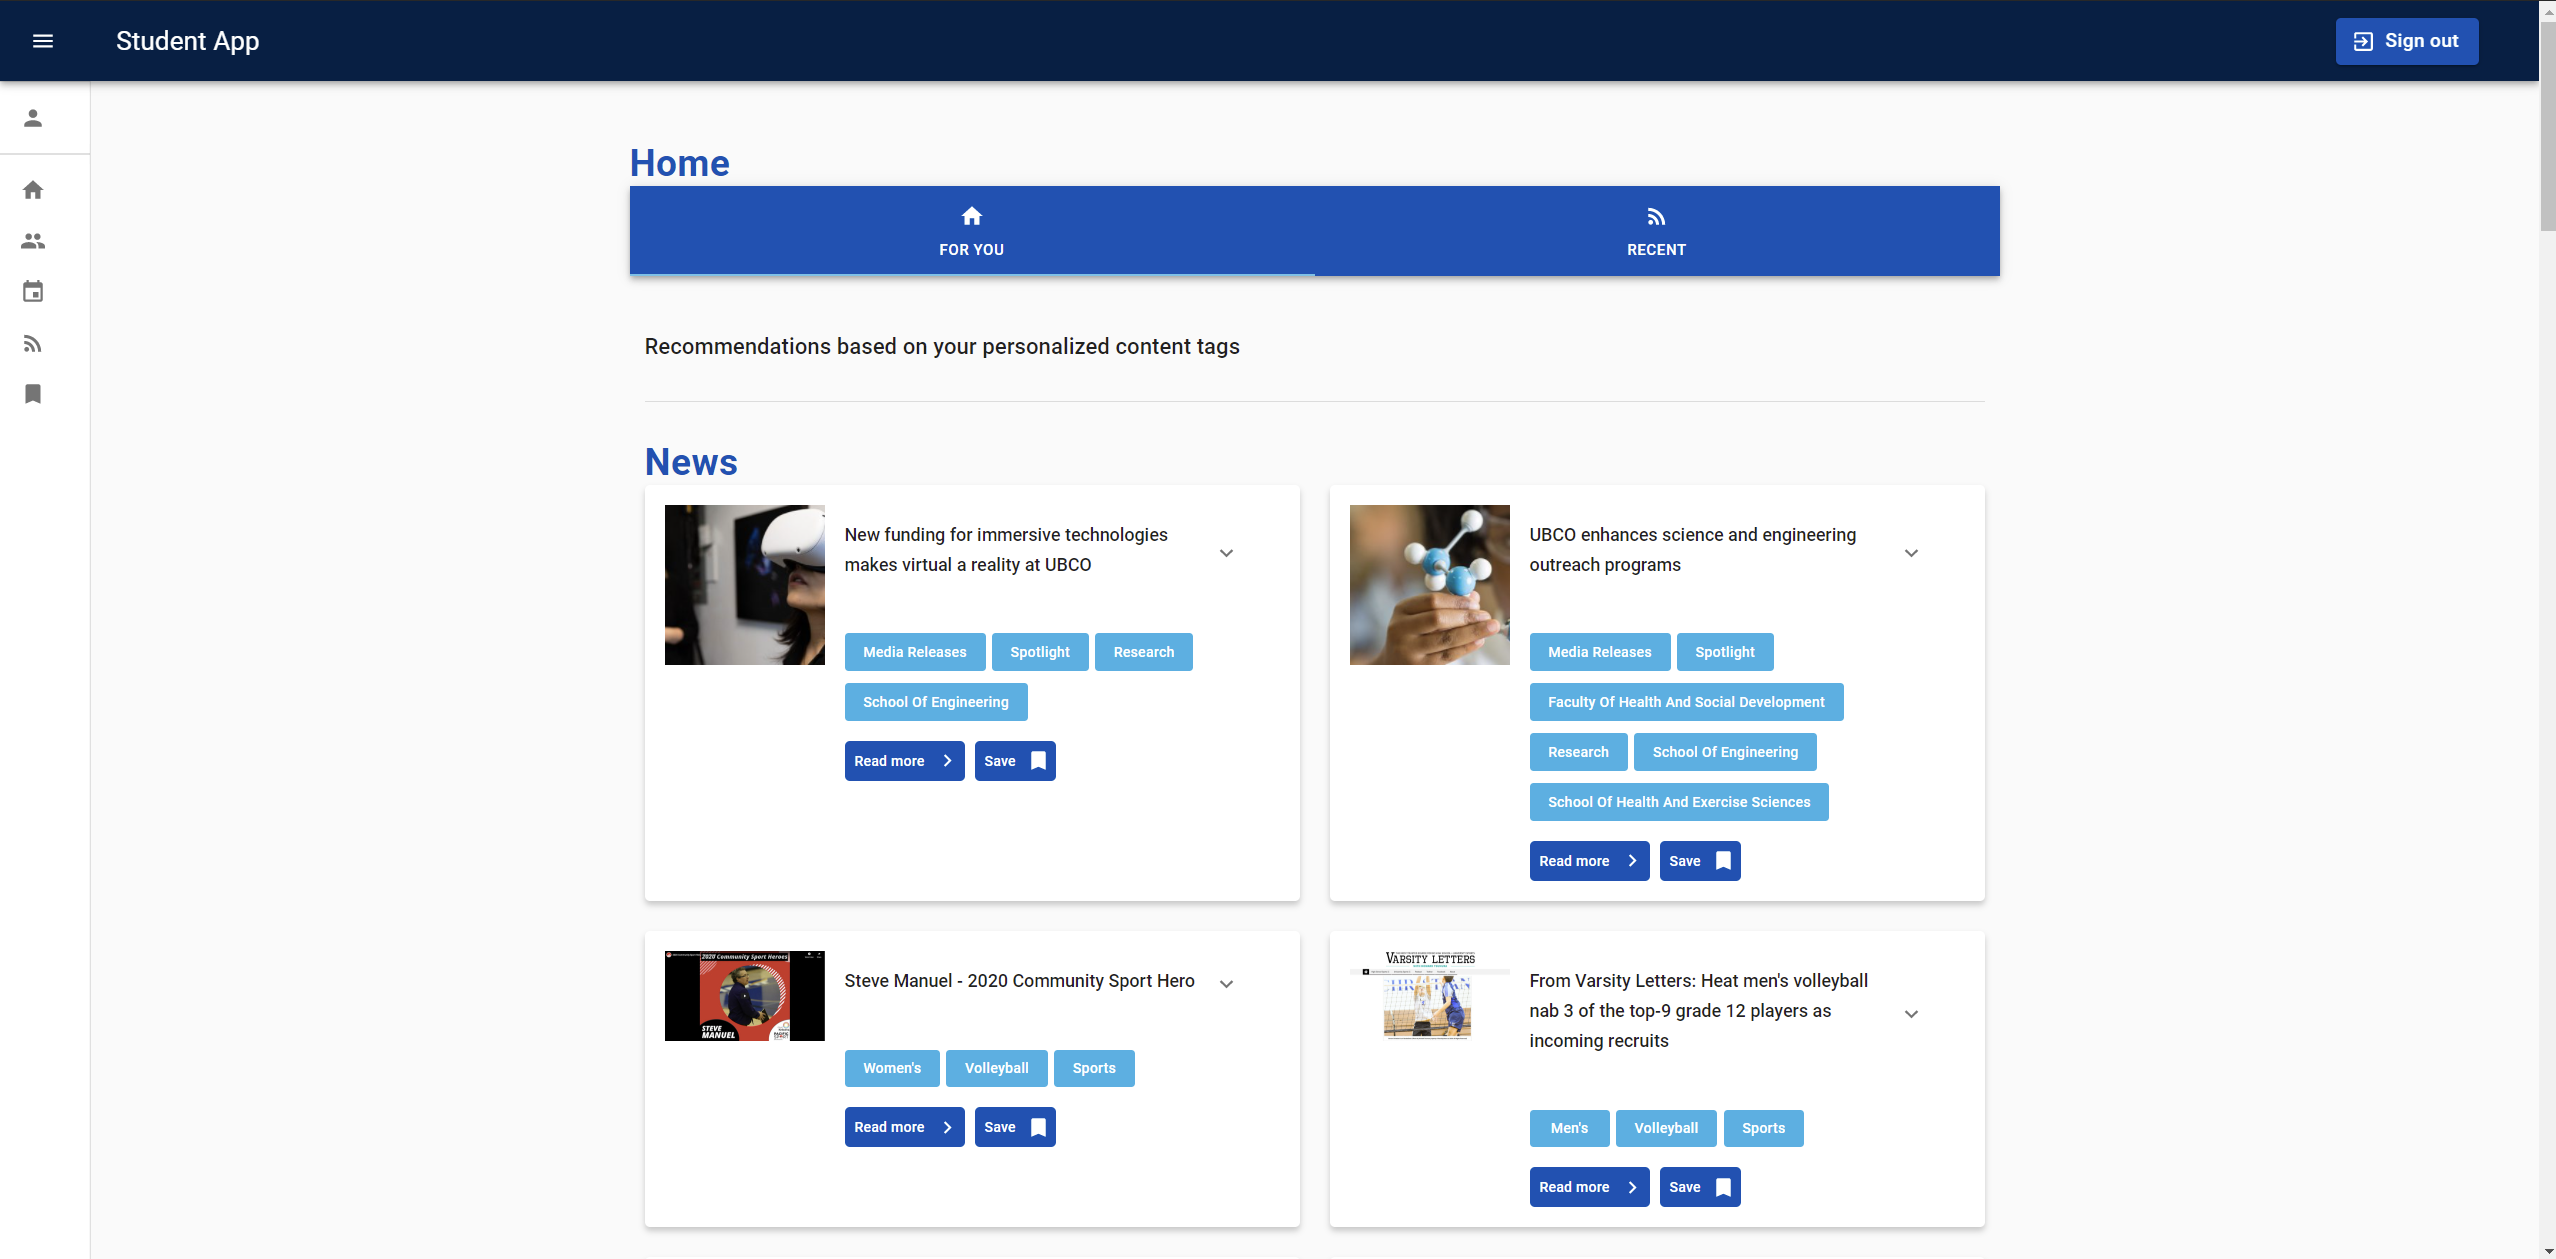 Student App
Sign out
Home
FOR YOU
RECENT
Recommendations based on your personalized content tags
News
New funding for immersive technologies
makes virtual a reality at UBCO
Media Releases
Spotlight
Research
School Of Engineering
Read more
Save
UBCO enhances science and engineering
outreach programs
Media Releases
Spotlight
Faculty Of Health And Social Development
Research
School Of Engineering
School Of Health And Exercise Sciences
Read more
Save
2020 Community Sport Heroes
STEVE
MANUEL
Steve Manuel - 2020 Community Sport Hero
Women's
Volleyball
Sports
Read more
Save
VARSITY LETTERS
From Varsity Letters: Heat men's volleyball
nab 3 of the top-9 grade 12 players as
incoming recruits
Men's
Volleyball
Sports
Read more
Save